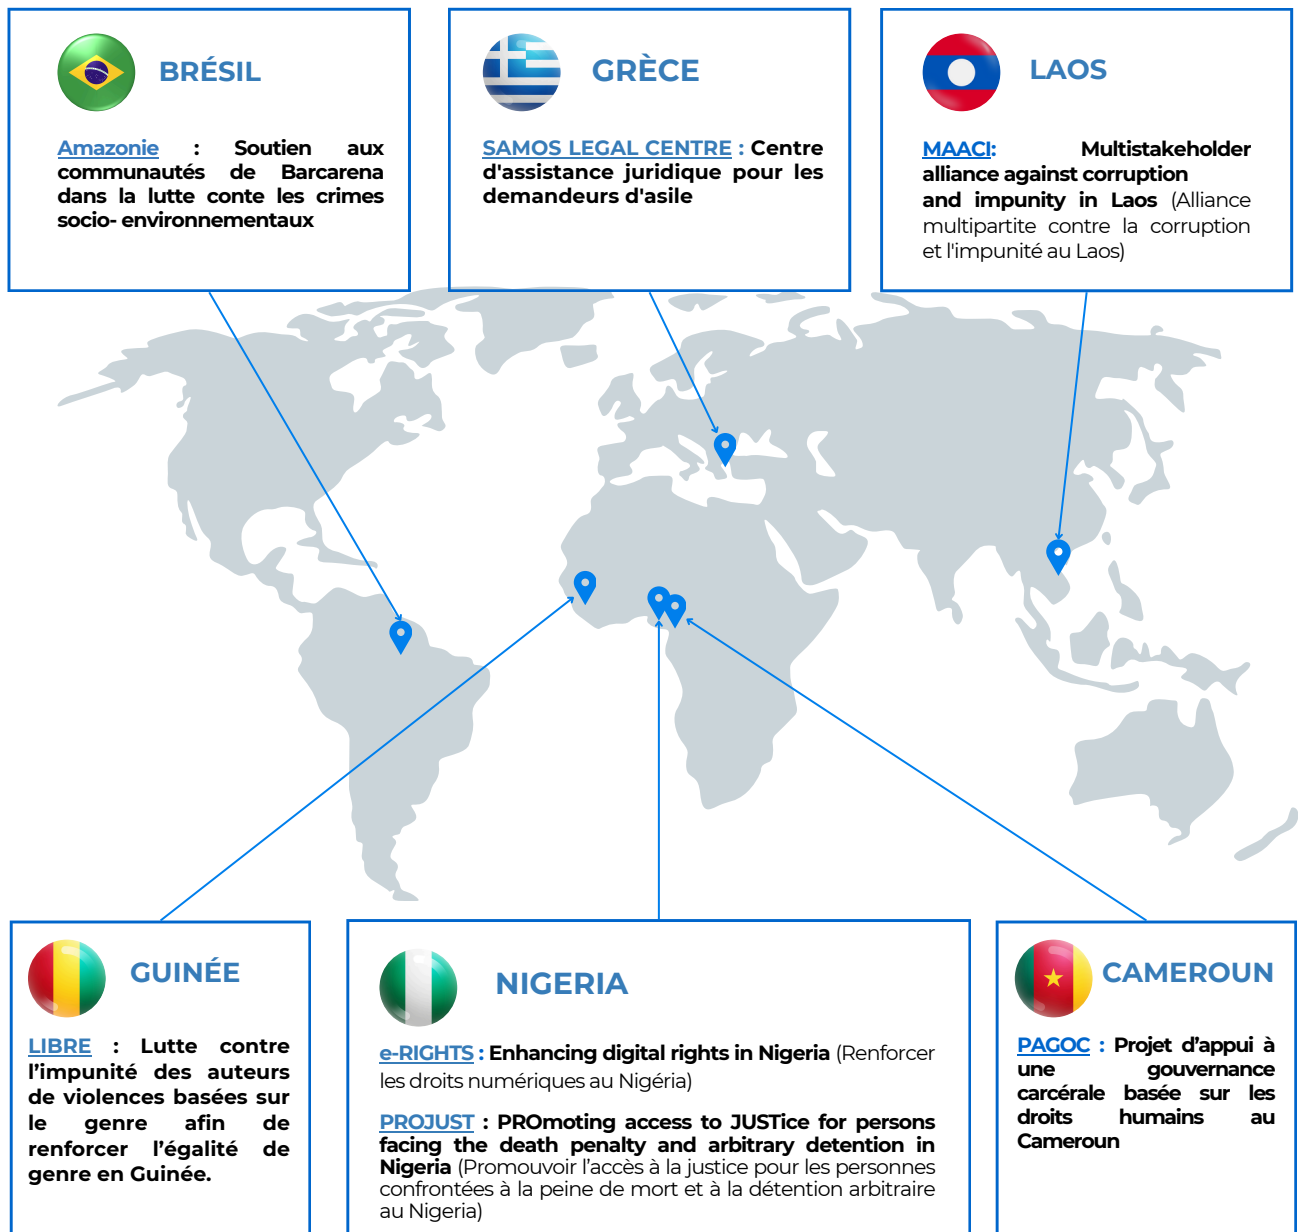 BRÉSIL
Amazonie : Soutien aux
communautés de Barcarena
dans la lutte conte les crimes
socio- environnementaux
GRÈCE
SAMOS LEGAL CENTRE : Centre
d'assistance juridique pour les
demandeurs d'asile
LAOS
MAACI: Multistakeholder
alliance against corruption
and impunity in Laos (Alliance
multipartite contre la corruption
et l'impunité au Laos)
GUINÉE
LIBRE : Lutte contre
l’impunité des auteurs
de violences basées sur
le genre afin de
renforcer l’égalité de
genre en Guinée.
NIGERIA
e-RIGHTS : Enhancing digital rights in Nigeria (Renforcer
les droits numériques au Nigéria)
PROJUST : PROmoting access to JUSTice for persons
facing the death penalty and arbitrary detention in
Nigeria (Promouvoir l’accès à la justice pour les personnes
confrontées à la peine de mort et à la détention arbitraire
au Nigeria)
CAMEROUN
PAGOC : Projet d’appui à
une gouvernance
carcérale basée sur les
droits humains au
Cameroun